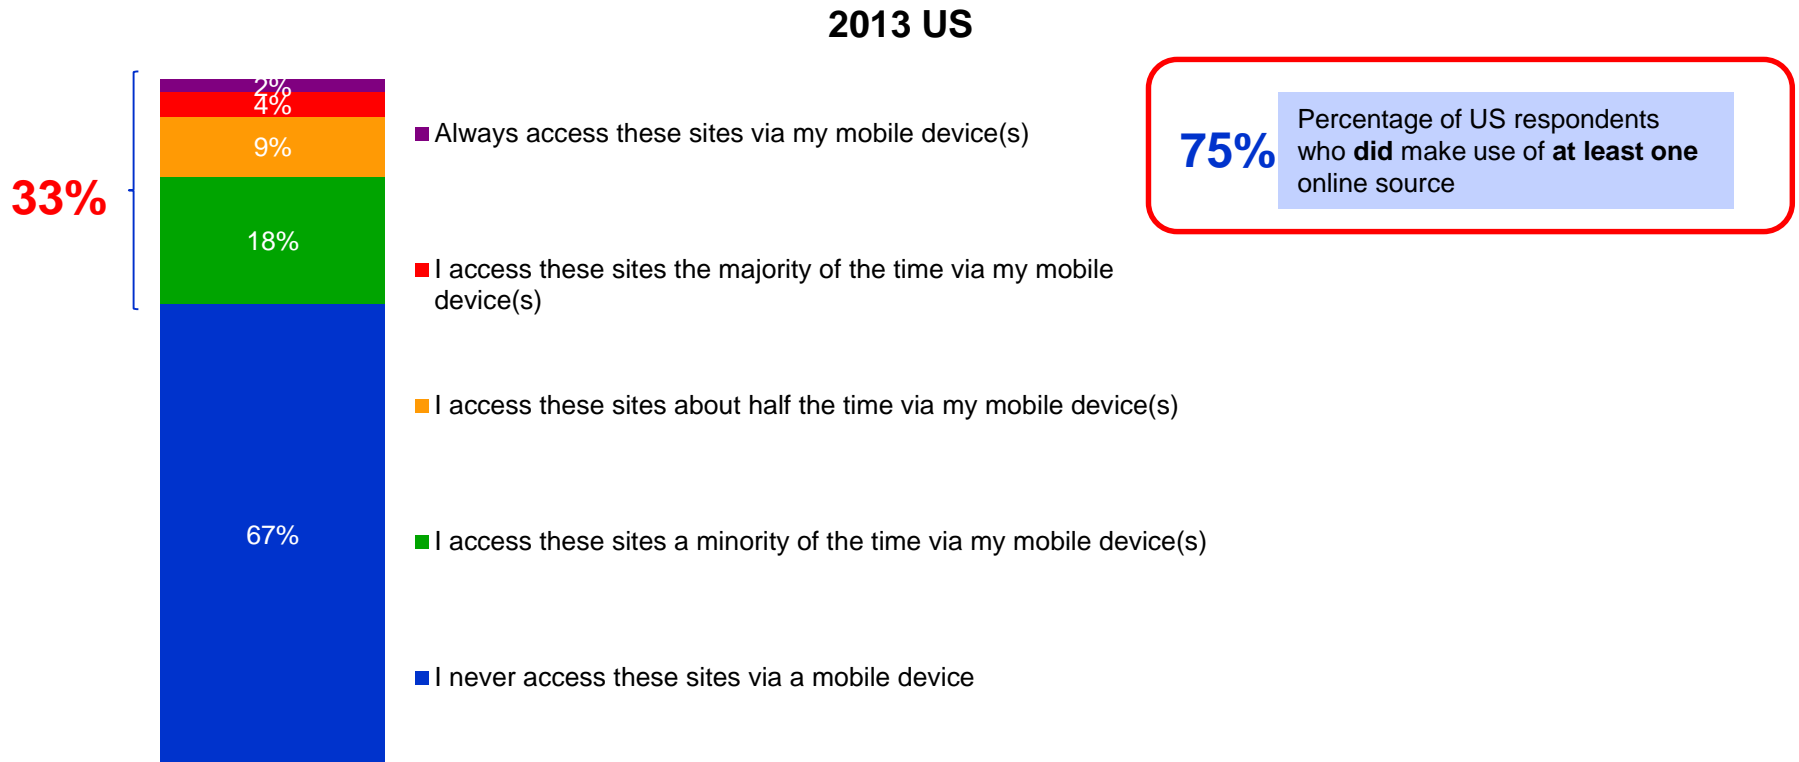 2013 US
2%
4%
9%
33%
18%
67%
Always access these sites via my mobile device(s)
I access these sites the majority of the time via my mobile
device(s)
I access these sites about half the time via my mobile device(s)
I access these sites a minority of the time via my mobile device(s)
I never access these sites via a mobile device
75%
Percentage of US respondents
who did make use of at least one
online source